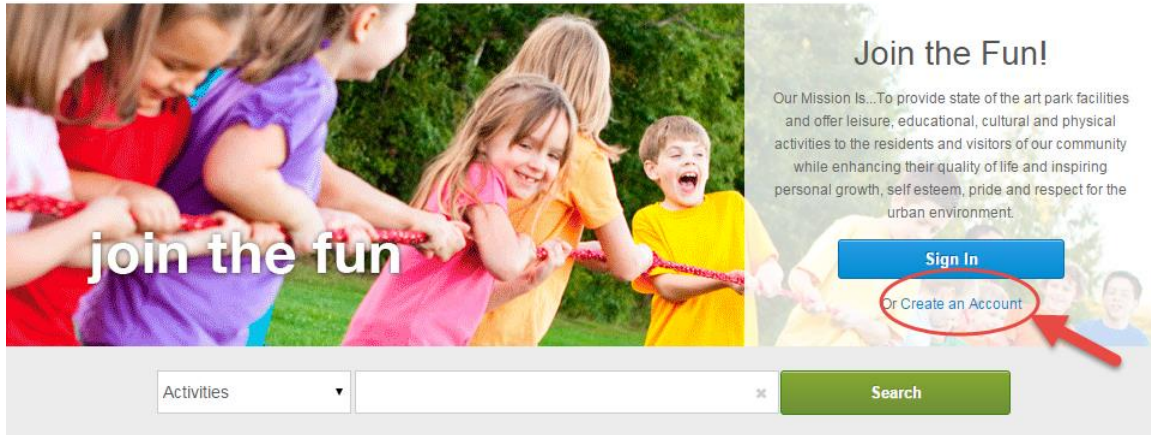 join the fun
Join the Fun!
Our Mission Is...To provide state of the art park facilities
and offer leisure, educational, cultural and physical
activities to the residents and visitors of our community
while enhancing their quality of life and inspiring
personal growth, self esteem, pride and respect for the
urban environment.
Sign In
Or Create an Account
Activities
Search